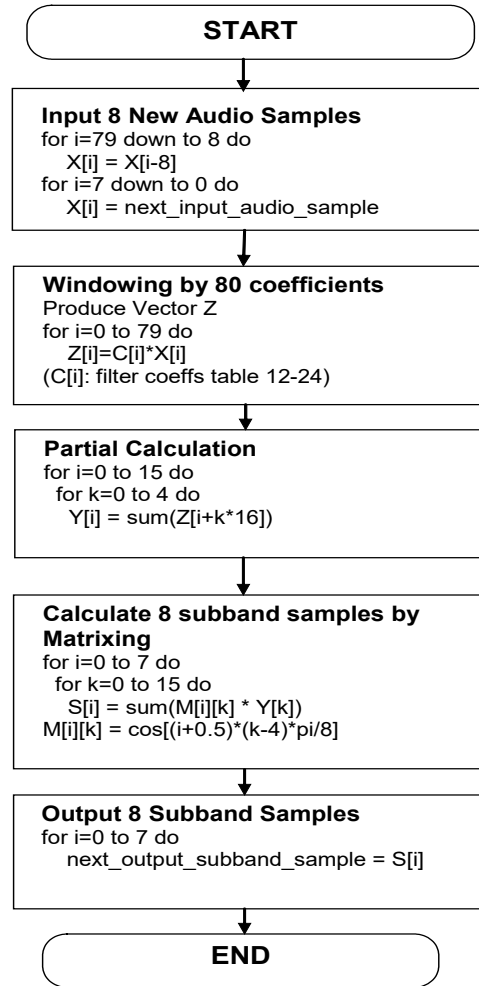 START
Input 8 New Audio Samples
for i=79 down to 8 do
X[i] = X[i-8]
for i=7 down to 0 do
X[i] = next_input_audio_sample
Windowing by 80 coefficients
Produce Vector Z
for i=0 to 79 do
Z[i]=C[i]*X[i]
(C[i]: filter coeffs table 12-24)
Partial Calculation
for i=0 to 15 do
for k=0 to 4 do
Y[i] = sum(Z[i+k*16])
Calculate 8 subband samples by
Matrixing
for i=0 to 7 do
for k=0 to 15 do
S[i] = sum(M[i][k] * Y[k])
M[i][k] = cos[(i+0.5)*(k-4)*pi/8]
Output 8 Subband Samples
for i=0 to 7 do
next_output_subband_sample = S[i]
END